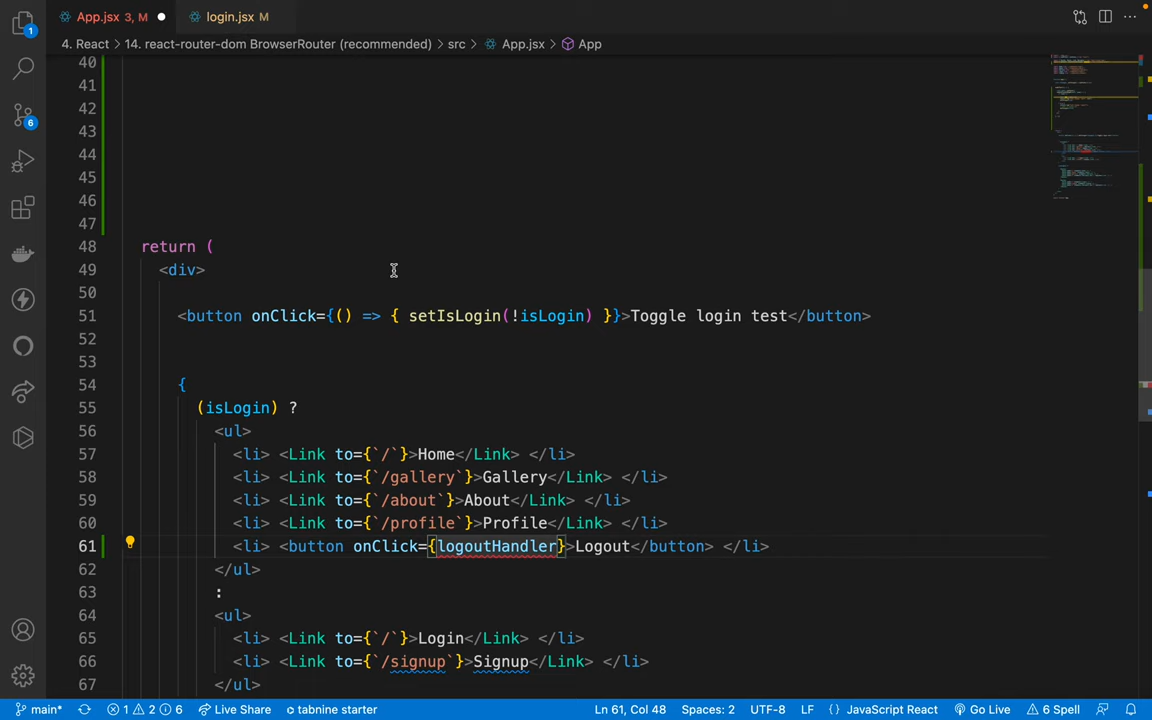 App.jsx 3, M
login.jsx M
4. React 14. react-router-dom BrowserRouter (recommended) src App.jsx App
40
41
42
43
44
45
46
47
48 return (
49 <div>
50
51 <button onClick={() => { setIsLogin(!isLogin) }}>Toggle login test</button>
52
53
54 {
55 (isLogin) ?
56 <ul>
57 <li> <Link to={`/`}>Home</Link> </li>
58 <li> <Link to={`/gallery`}>Gallery</Link> </li>
59 <li> <Link to={`/about`}>About</Link> </li>
60 <li> <Link to={`/profile`}>Profile</Link> </li>
61 <li> <button onClick={logoutHandler}>Logout</button> </li>
62 </ul>
63 :
64 <ul>
65 <li> <Link to={`/`}>Login</Link> </li>
66 <li> <Link to={`/signup`}>Signup</Link> </li>
67 </ul>
1
6
main* 1 2 6 Live Share tabnine starter Ln 61, Col 48 Spaces: 2 UTF-8 LF { } JavaScript React Go Live 6 Spell